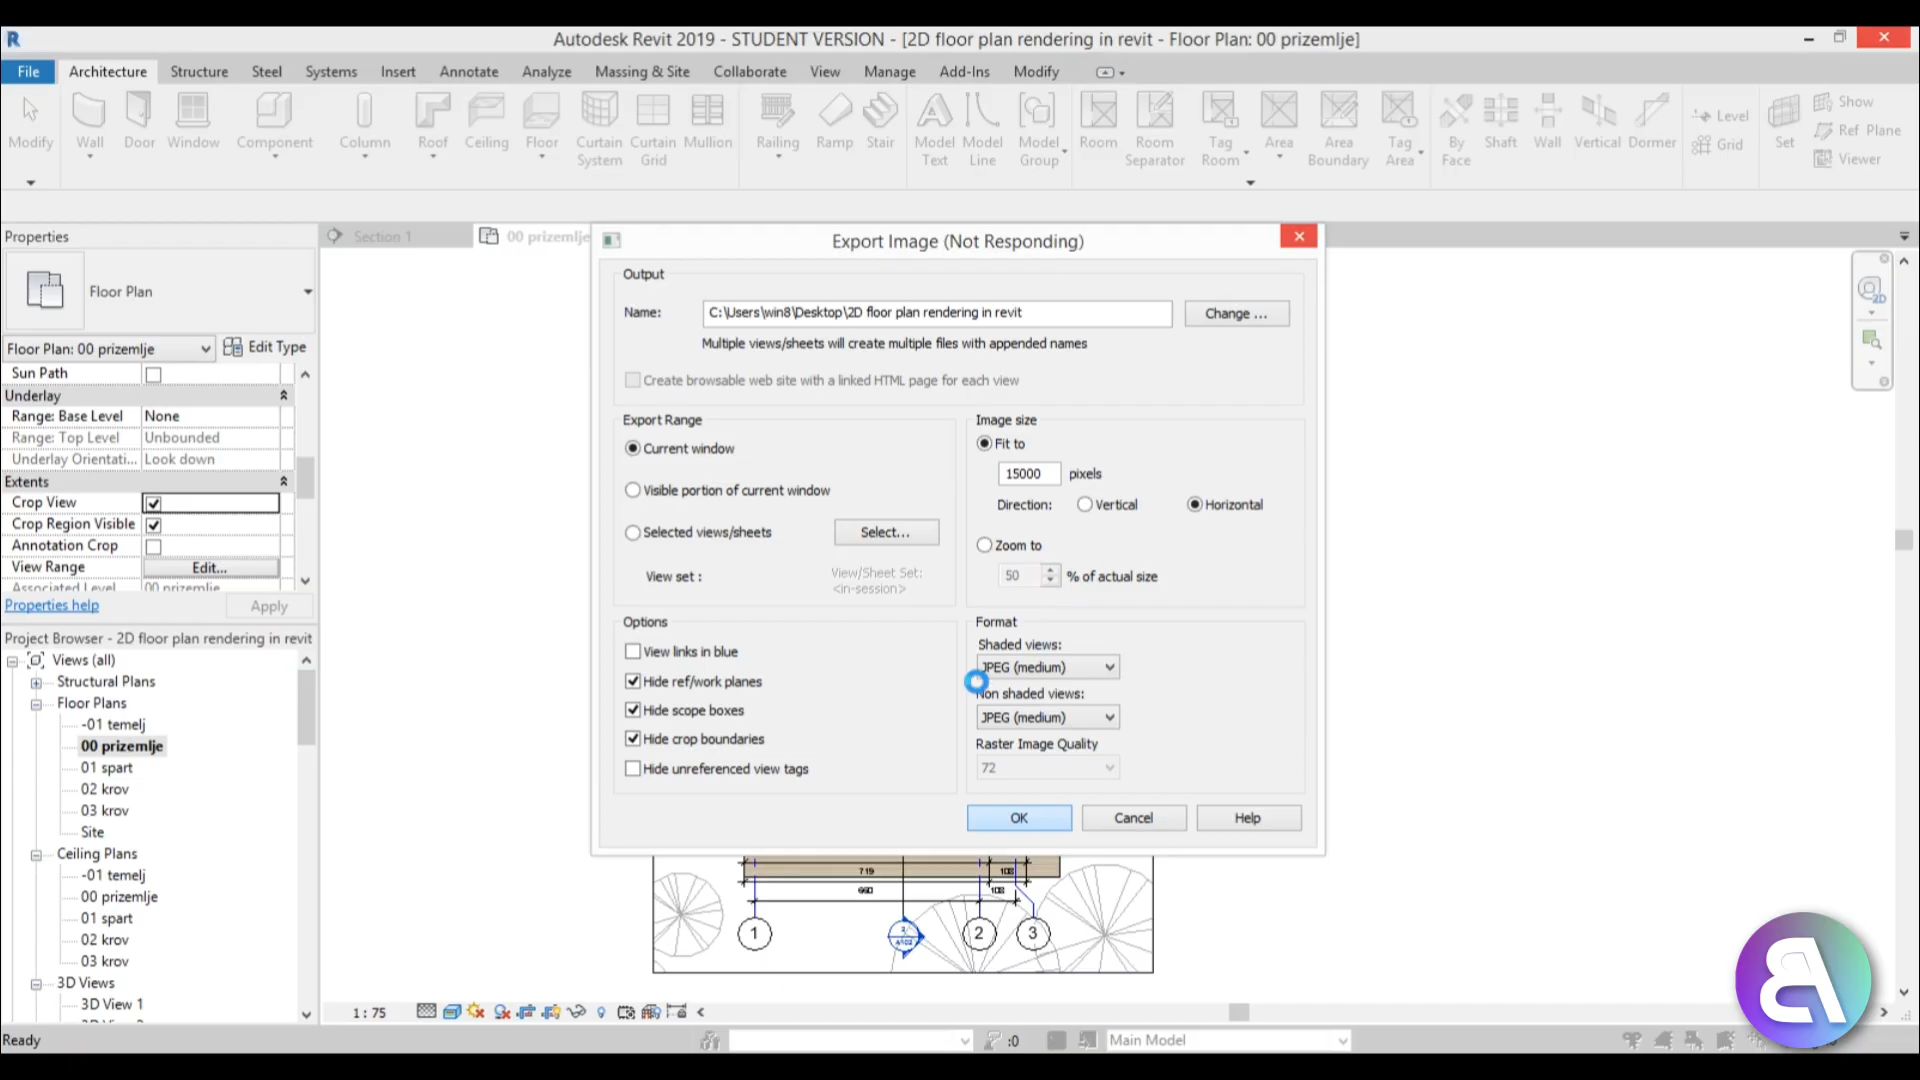 Autodesk Revit 2019 - STUDENT VERSION - [2D floor plan rendering in revit - Floor Plan: 00 prizemlje]
File Architecture Structure Steel Systems Insert Annotate Analyze Massing & Site Collaborate View Manage Add-Ins Modify
Modify
Wall
Door
Window
Component
Column
Roof
Ceiling
Floor
Curtain System
Curtain Grid
Mullion
Railing
Ramp
Stair
Model Text
Model Line
Model Group
Room
Room Separator
Tag Room
Area
Area Boundary
Tag Area
By Face
Shaft
Wall
Vertical
Dormer
Level
Grid
Set
Show
Ref Plane
Viewer
Properties
Floor Plan
Floor Plan: 00 prizemlje
Edit Type
Sun Path
Underlay
Range: Base Level None
Range: Top Level Unbounded
Underlay Orientati... Look down
Extents
Crop View
Crop Region Visible
Annotation Crop
View Range Edit...
Associated Level 00 prizemlje
Properties help
Apply
Project Browser - 2D floor plan rendering in revit
Views (all)
Structural Plans
Floor Plans
-01 temelj
00 prizemlje
01 spart
02 krov
03 krov
Site
Ceiling Plans
-01 temelj
00 prizemlje
01 spart
02 krov
03 krov
3D Views
3D View 1
Section 1
00 prizemlje
Export Image (Not Responding)
Output
Name: C:\Users\win8\Desktop\2D floor plan rendering in revit
Change ...
Multiple views/sheets will create multiple files with appended names
Create browsable web site with a linked HTML page for each view
Export Range
Current window
Visible portion of current window
Selected views/sheets
Select...
View set :
View/Sheet Set:
<in-session>
Image size
Fit to
15000 pixels
Direction: Vertical Horizontal
Zoom to
50 % of actual size
Options
View links in blue
Hide ref/work planes
Hide scope boxes
Hide crop boundaries
Hide unreferenced view tags
Format
Shaded views:
JPEG (medium)
Non shaded views:
JPEG (medium)
Raster Image Quality
72
OK
Cancel
Help
719
108
660
108
1
2
3
2D
1 : 75
Ready
:0
Main Model